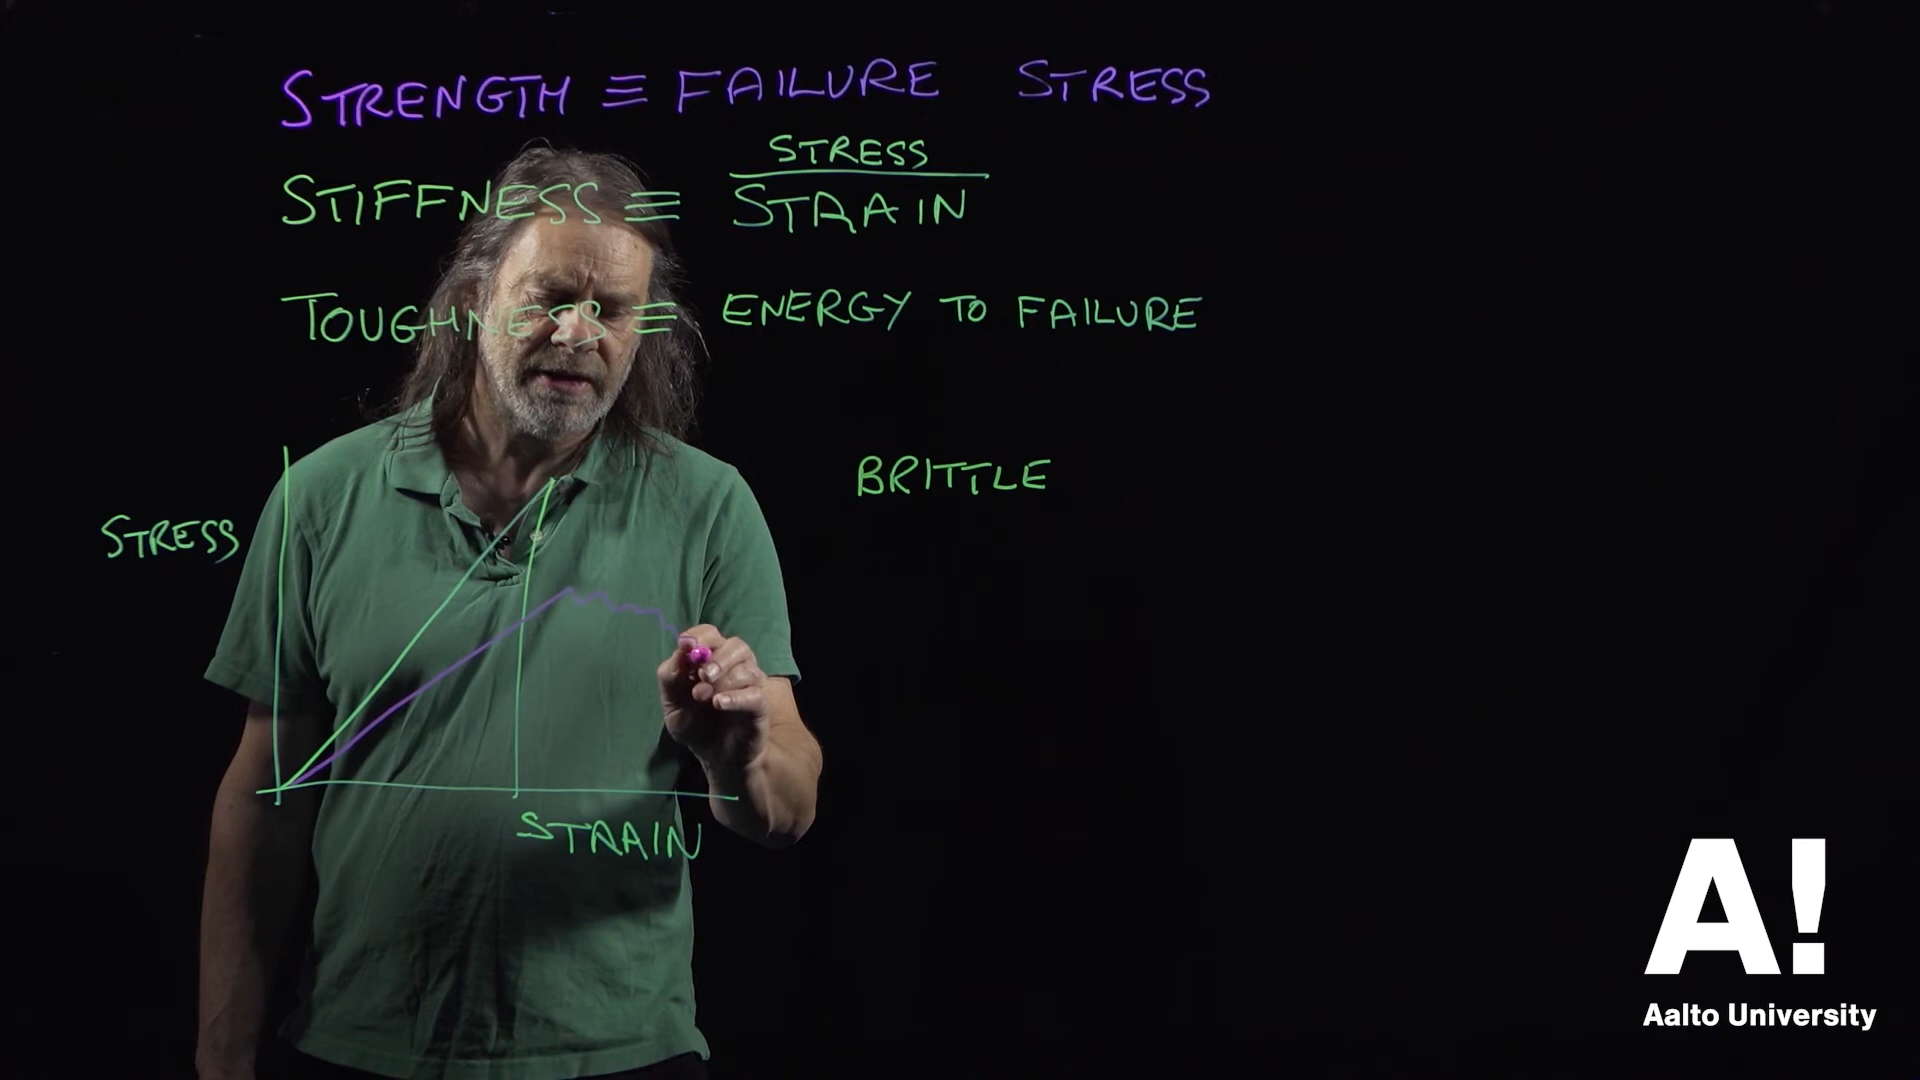 STRENGTH ≡ FAILURE STRESS
STIFFNESS ≡ STRESS
STRAIN
TOUGHNESS ≡ ENERGY TO FAILURE
BRITTLE
STRESS
STRAIN
A!
Aalto University